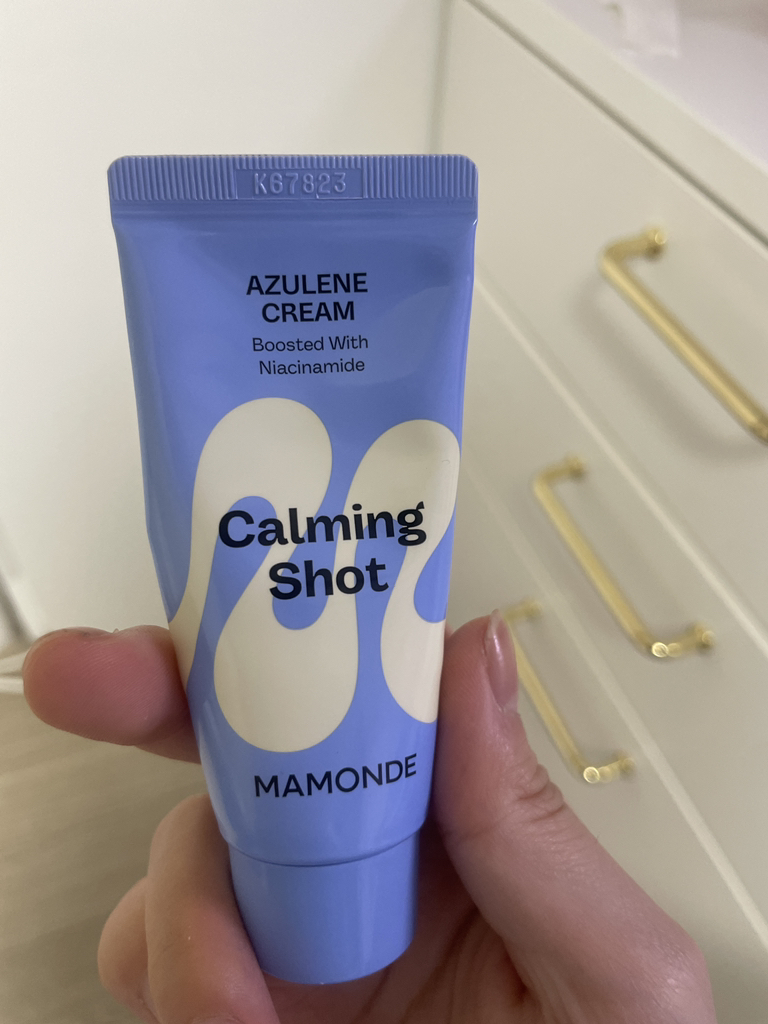 K67823
AZULENE
CREAM
Boosted With
Niacinamide
Calming
Shot
MAMONDE